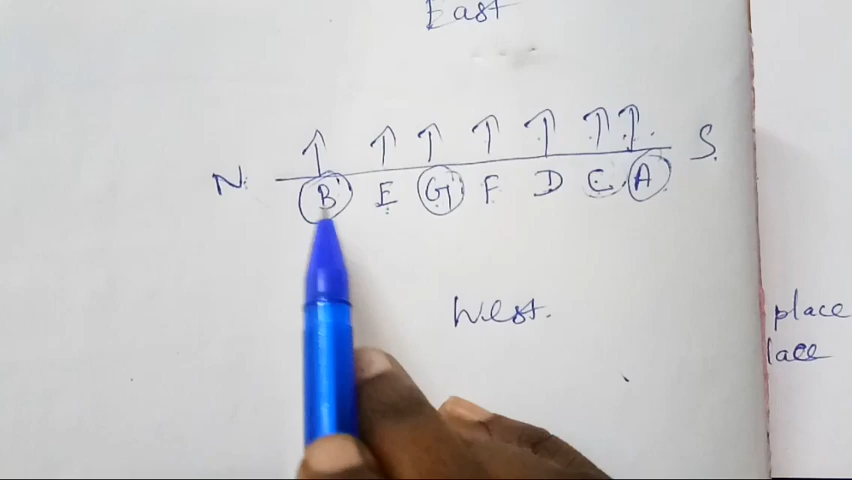 East
N. S.
B E G F D C A
West.
place
lace